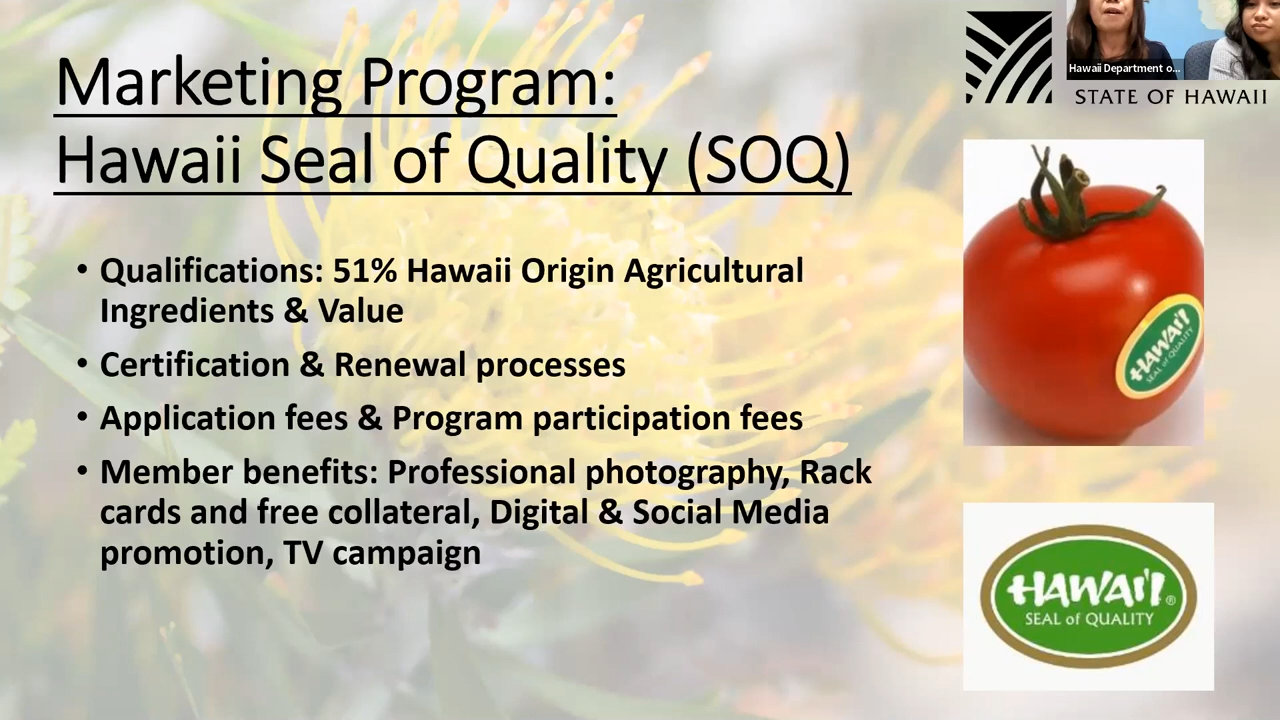 Marketing Program:
Hawaii Seal of Quality (SOQ)
Hawaii Department o...
STATE OF HAWAII
• Qualifications: 51% Hawaii Origin Agricultural
Ingredients & Value
• Certification & Renewal processes
• Application fees & Program participation fees
• Member benefits: Professional photography, Rack
cards and free collateral, Digital & Social Media
promotion, TV campaign
HAWAI'I
SEAL of QUALITY
HAWAI'I®
SEAL of QUALITY